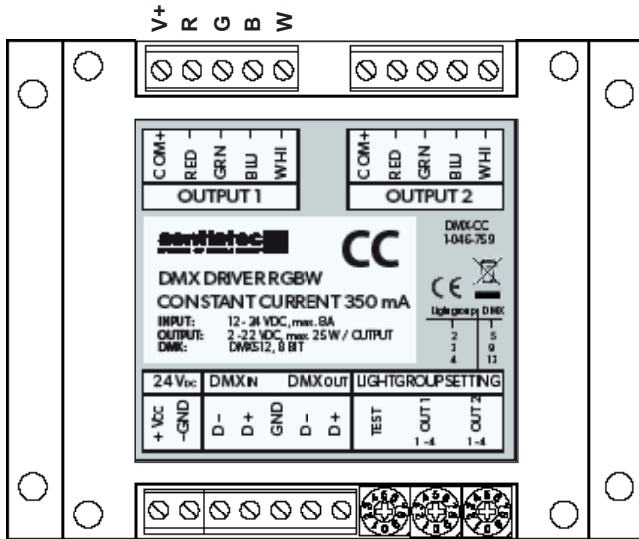 V+ R G B W
COM+ RED GRN BLU WHI
COM+ RED GRN BLU WHI
OUTPUT 1
OUTPUT 2
CC
DMX-CC
1-046-759
DMX DRIVER RGBW
CONSTANT CURRENT 350 mA
CE
INPUT: 12-24 VDC, max. 8A
OUTPUT: 2-22 VDC, max. 25 W / OUTPUT
DMX: DMX512, 8 BIT
Lightgroup DMX
1 1
2 5
3 9
4 13
24 VDC DMX IN DMX OUT LIGHTGROUP SETTING
+ Vcc -GND D- D+ GND D- D+ TEST OUT 1 OUT 2
1-4 1-4